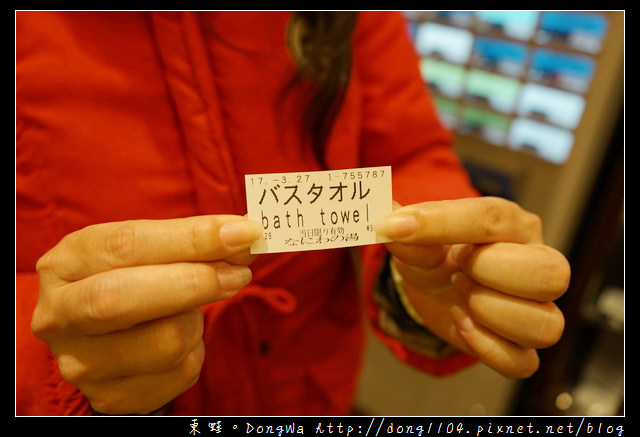 17.-3.27 1-755787
バスタオル
bath towel
当日限り有効
なにわの湯
東蛙。DongWa http://dong1104.pixnet.net/blog